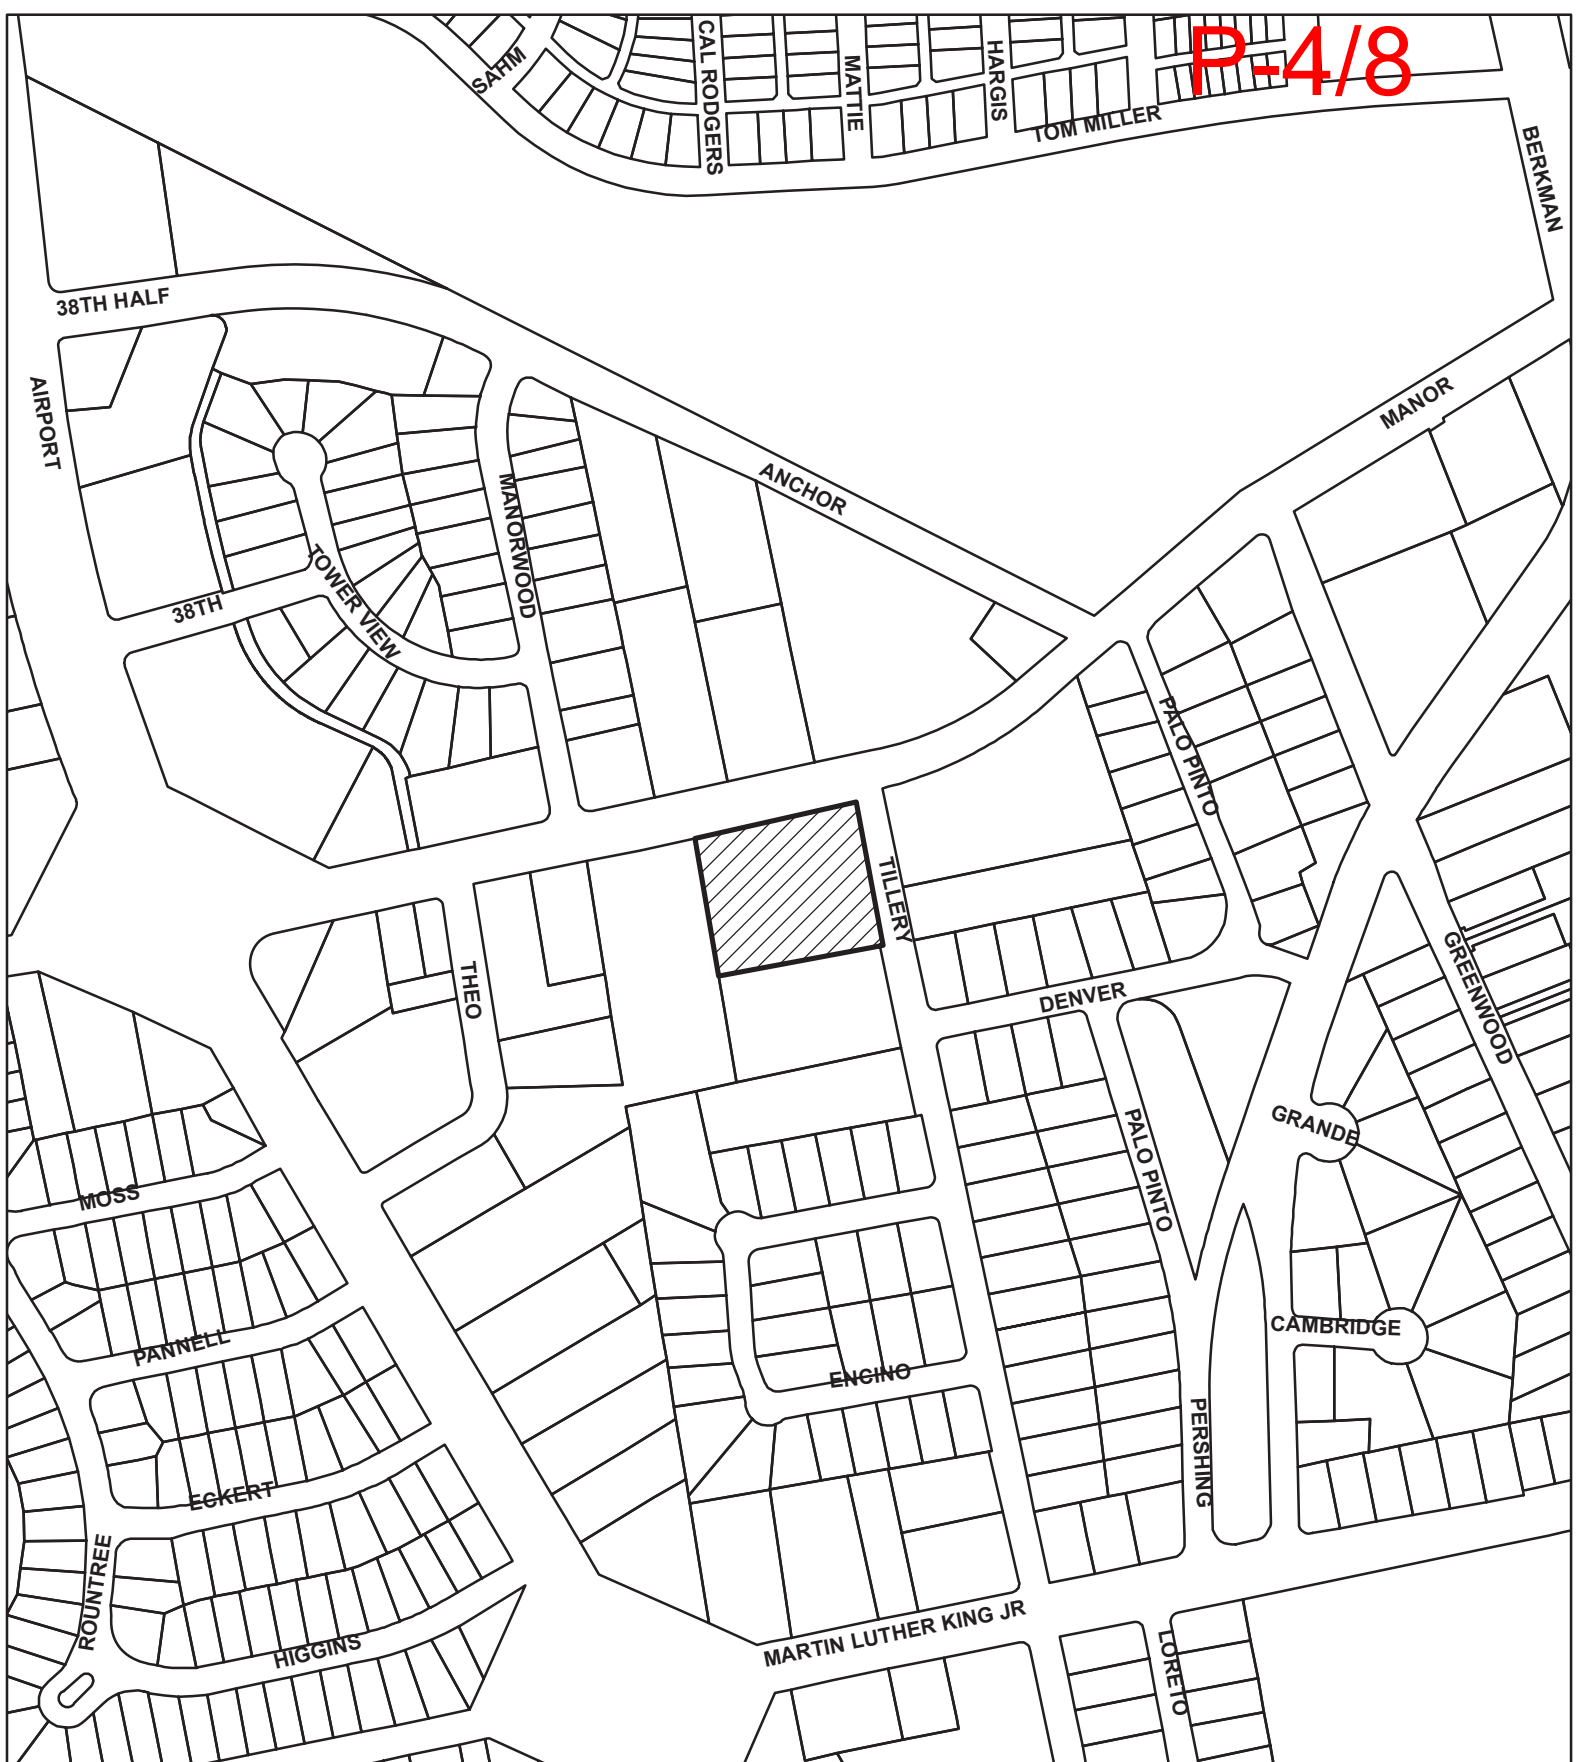 P-4/8
SAHM
CAL RODGERS
MATTIE
HARGIS
TOM MILLER
BERKMAN
38TH HALF
AIRPORT
MANOR
ANCHOR
MANORWOOD
TOWER VIEW
38TH
PALO PINTO
TILLERY
THEO
DENVER
GREENWOOD
GRANDE
PALO PINTO
MOSS
PANNELL
CAMBRIDGE
ENCINO
PERSHING
ECKERT
ROUNTREE
HIGGINS
MARTIN LUTHER KING JR
LORETO